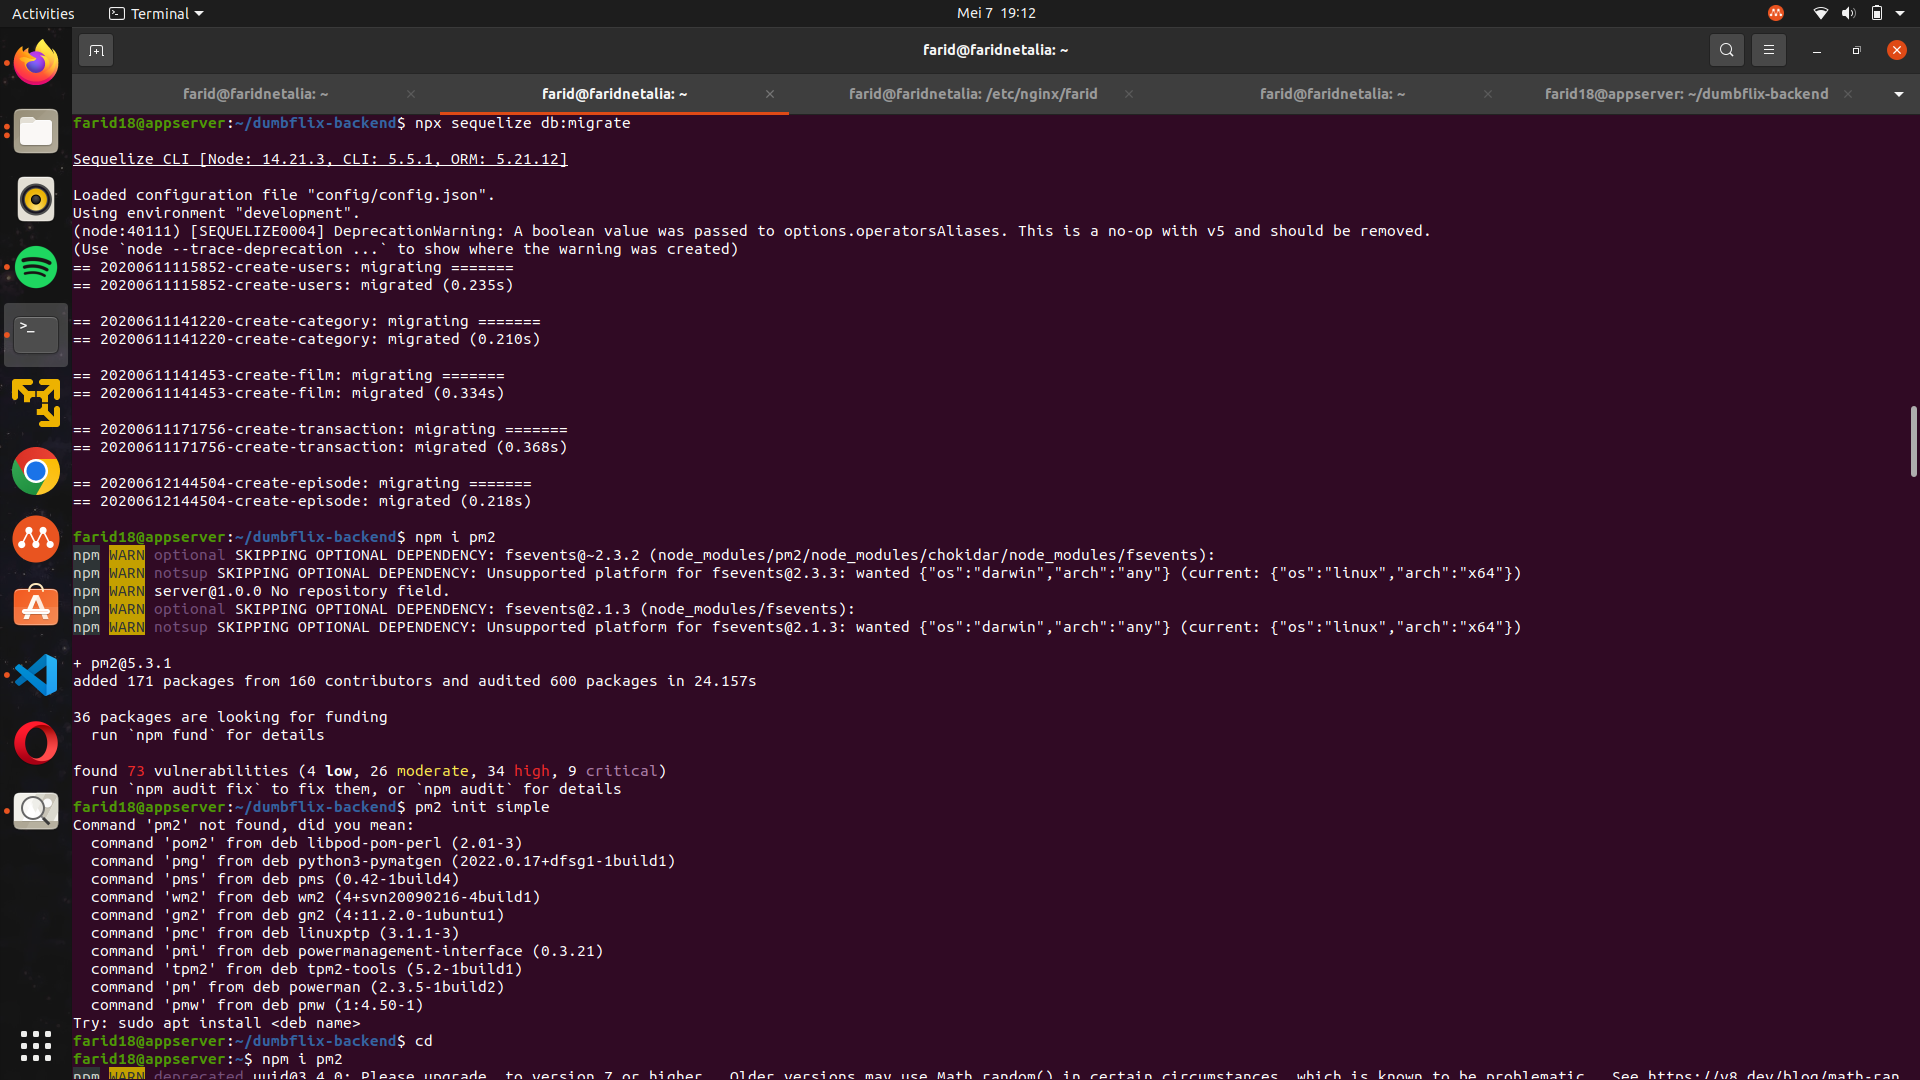 Activities
Terminal
Mei 7 19:12
farid@faridnetalia: ~
farid@faridnetalia: ~
farid@faridnetalia: ~
farid@faridnetalia: /etc/nginx/farid
farid@faridnetalia: ~
farid18@appserver: ~/dumbflix-backend
farid18@appserver:~/dumbflix-backend$ npx sequelize db:migrate
Sequelize CLI [Node: 14.21.3, CLI: 5.5.1, ORM: 5.21.12]
Loaded configuration file "config/config.json".
Using environment "development".
(node:40111) [SEQUELIZE0004] DeprecationWarning: A boolean value was passed to options.operatorsAliases. This is a no-op with v5 and should be removed.
(Use `node --trace-deprecation ...` to show where the warning was created)
== 20200611115852-create-users: migrating =======
== 20200611115852-create-users: migrated (0.235s)
== 20200611141220-create-category: migrating =======
== 20200611141220-create-category: migrated (0.210s)
== 20200611141453-create-film: migrating =======
== 20200611141453-create-film: migrated (0.334s)
== 20200611171756-create-transaction: migrating =======
== 20200611171756-create-transaction: migrated (0.368s)
== 20200612144504-create-episode: migrating =======
== 20200612144504-create-episode: migrated (0.218s)
farid18@appserver:~/dumbflix-backend$ npm i pm2
npm WARN optional SKIPPING OPTIONAL DEPENDENCY: fsevents@~2.3.2 (node_modules/pm2/node_modules/chokidar/node_modules/fsevents):
npm WARN notsup SKIPPING OPTIONAL DEPENDENCY: Unsupported platform for fsevents@2.3.3: wanted {"os":"darwin","arch":"any"} (current: {"os":"linux","arch":"x64"})
npm WARN server@1.0.0 No repository field.
npm WARN optional SKIPPING OPTIONAL DEPENDENCY: fsevents@2.1.3 (node_modules/fsevents):
npm WARN notsup SKIPPING OPTIONAL DEPENDENCY: Unsupported platform for fsevents@2.1.3: wanted {"os":"darwin","arch":"any"} (current: {"os":"linux","arch":"x64"})
+ pm2@5.3.1
added 171 packages from 160 contributors and audited 600 packages in 24.157s
36 packages are looking for funding
run `npm fund` for details
found 73 vulnerabilities (4 low, 26 moderate, 34 high, 9 critical)
run `npm audit fix` to fix them, or `npm audit` for details
farid18@appserver:~/dumbflix-backend$ pm2 init simple
Command 'pm2' not found, did you mean:
command 'pom2' from deb libpod-pom-perl (2.01-3)
command 'pmg' from deb python3-pymatgen (2022.0.17+dfsg1-1build1)
command 'pms' from deb pms (0.42-1build4)
command 'wm2' from deb wm2 (4+svn20090216-4build1)
command 'gm2' from deb gm2 (4:11.2.0-1ubuntu1)
command 'pmc' from deb linuxptp (3.1.1-3)
command 'pmi' from deb powermanagement-interface (0.3.21)
command 'tpm2' from deb tpm2-tools (5.2-1build1)
command 'pm' from deb powerman (2.3.5-1build2)
command 'pmw' from deb pmw (1:4.50-1)
Try: sudo apt install <deb name>
farid18@appserver:~/dumbflix-backend$ cd
farid18@appserver:~$ npm i pm2
npm WARN deprecated uuid@3.4.0: Please upgrade  to version 7 or higher.  Older versions may use Math.random() in certain circumstances, which is known to be problematic.  See https://v8.dev/blog/math-ran